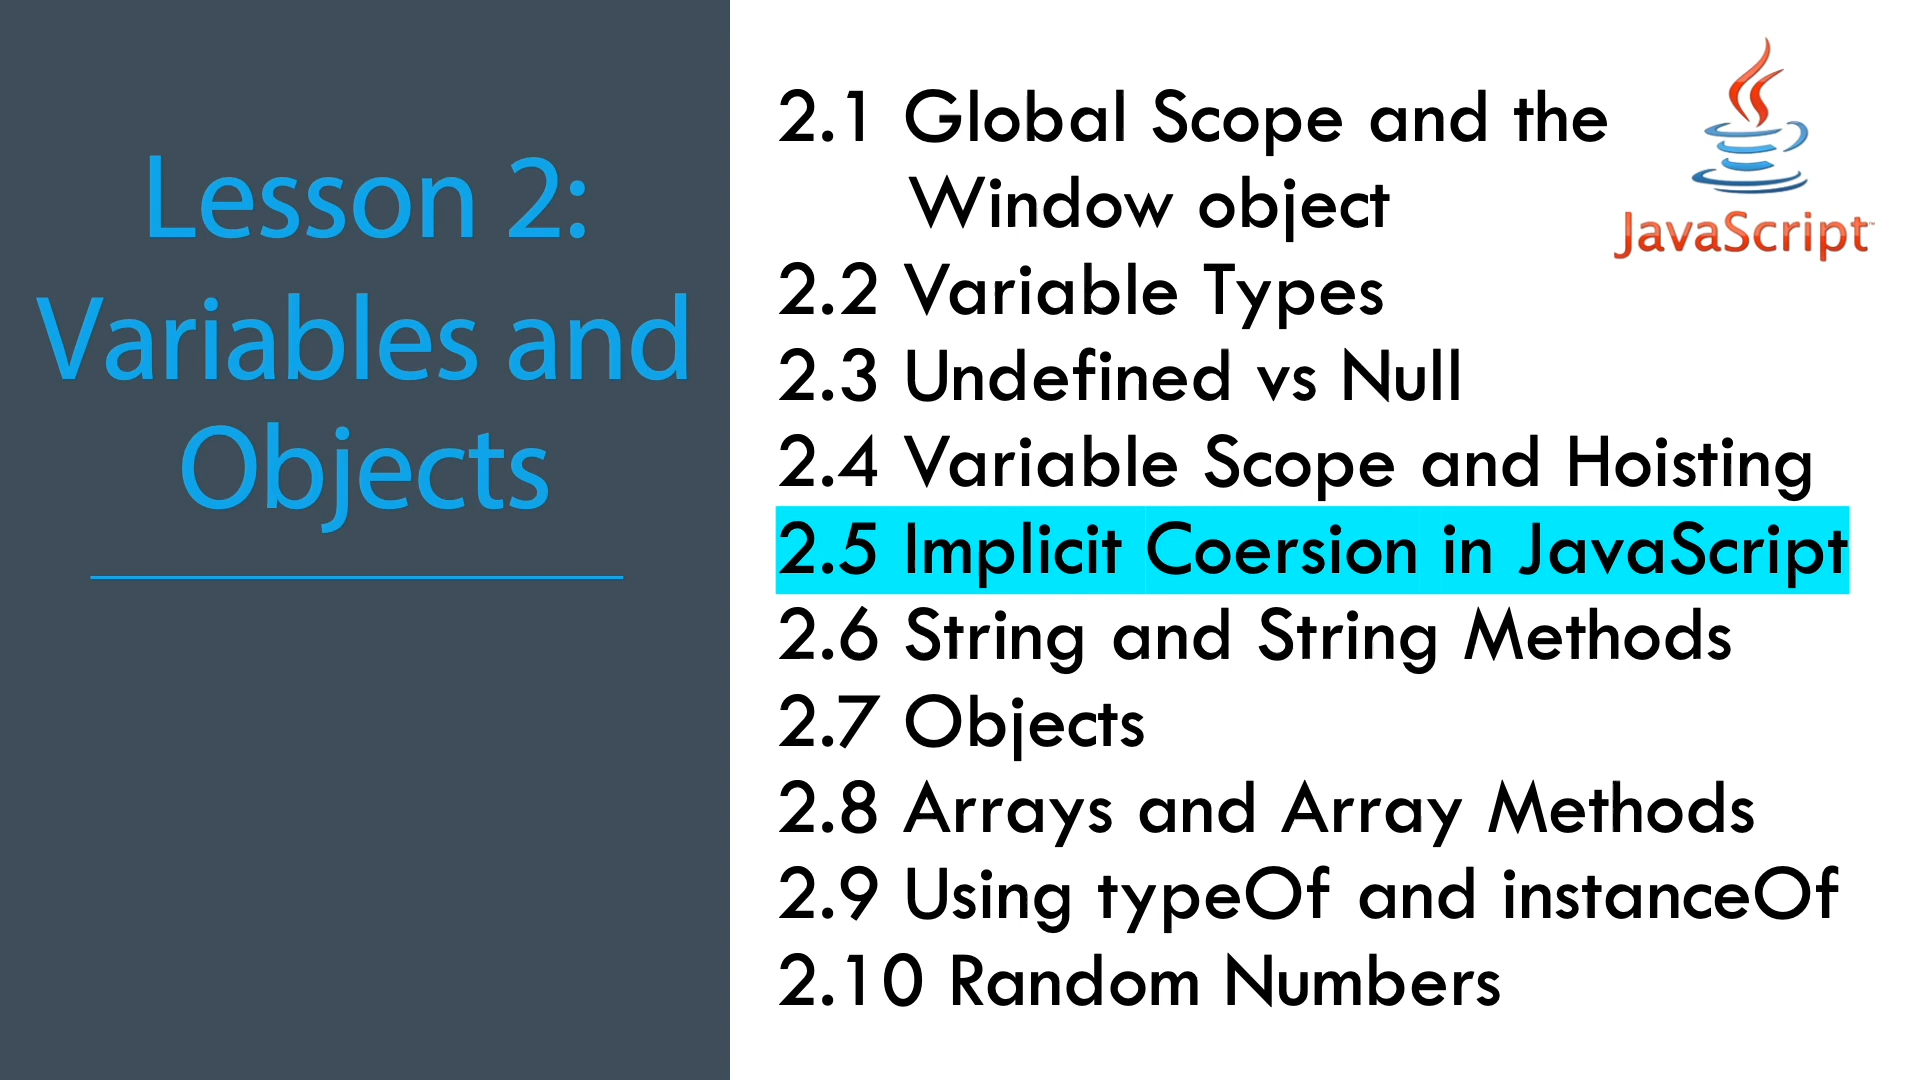 Lesson 2:
Variables and
Objects
2.1 Global Scope and the
Window object
2.2 Variable Types
2.3 Undefined vs Null
2.4 Variable Scope and Hoisting
2.5 Implicit Coersion in JavaScript
2.6 String and String Methods
2.7 Objects
2.8 Arrays and Array Methods
2.9 Using typeOf and instanceOf
2.10 Random Numbers
JavaScript™